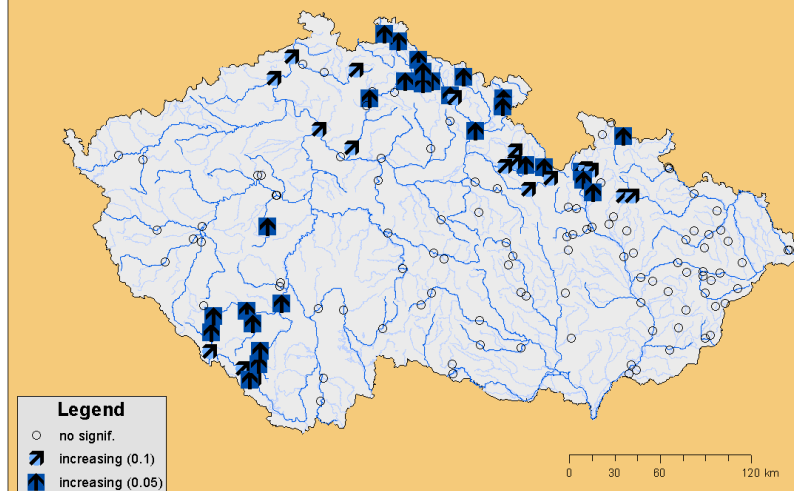 Legend
no signif.
increasing (0.1)
increasing (0.05)
0 30 60 120 km